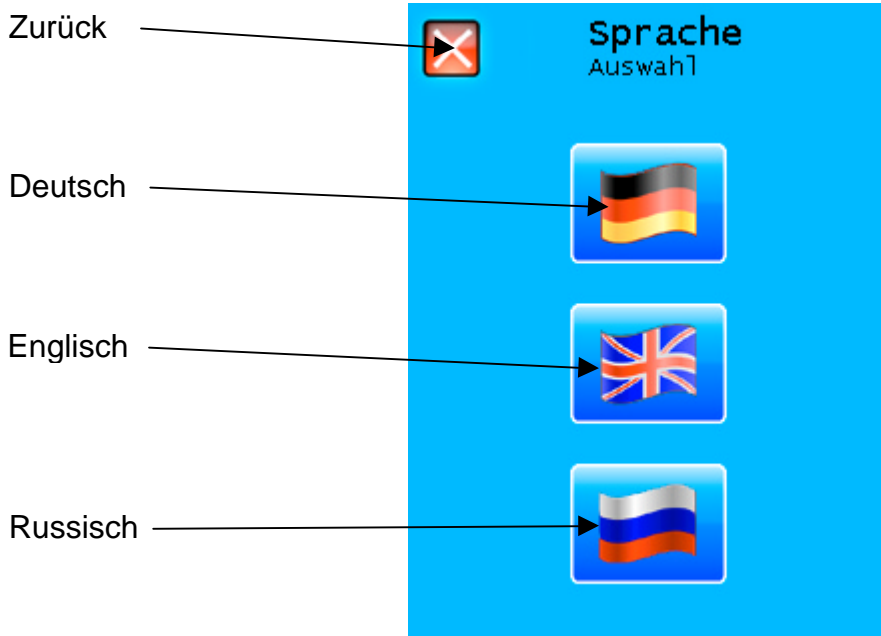 Zurück
Sprache
Auswahl
Deutsch
Englisch
Russisch